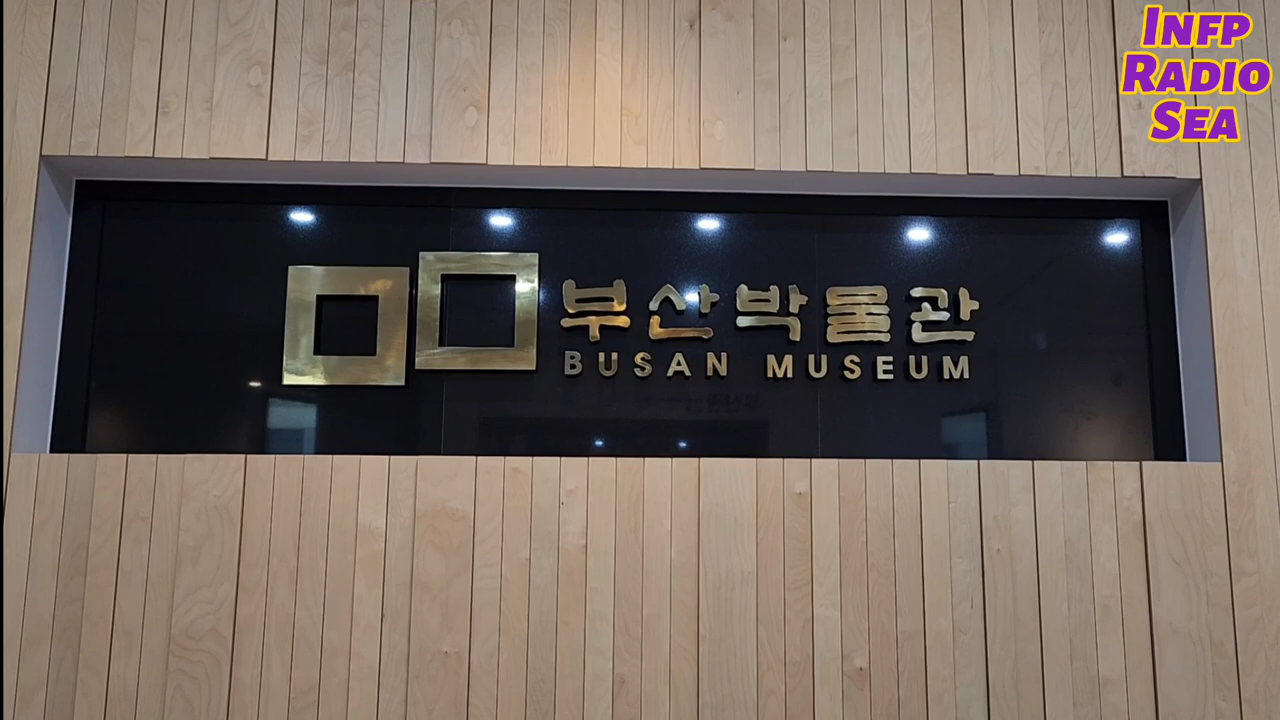 INFP
RADIO
SEA
부산박물관
BUSAN MUSEUM